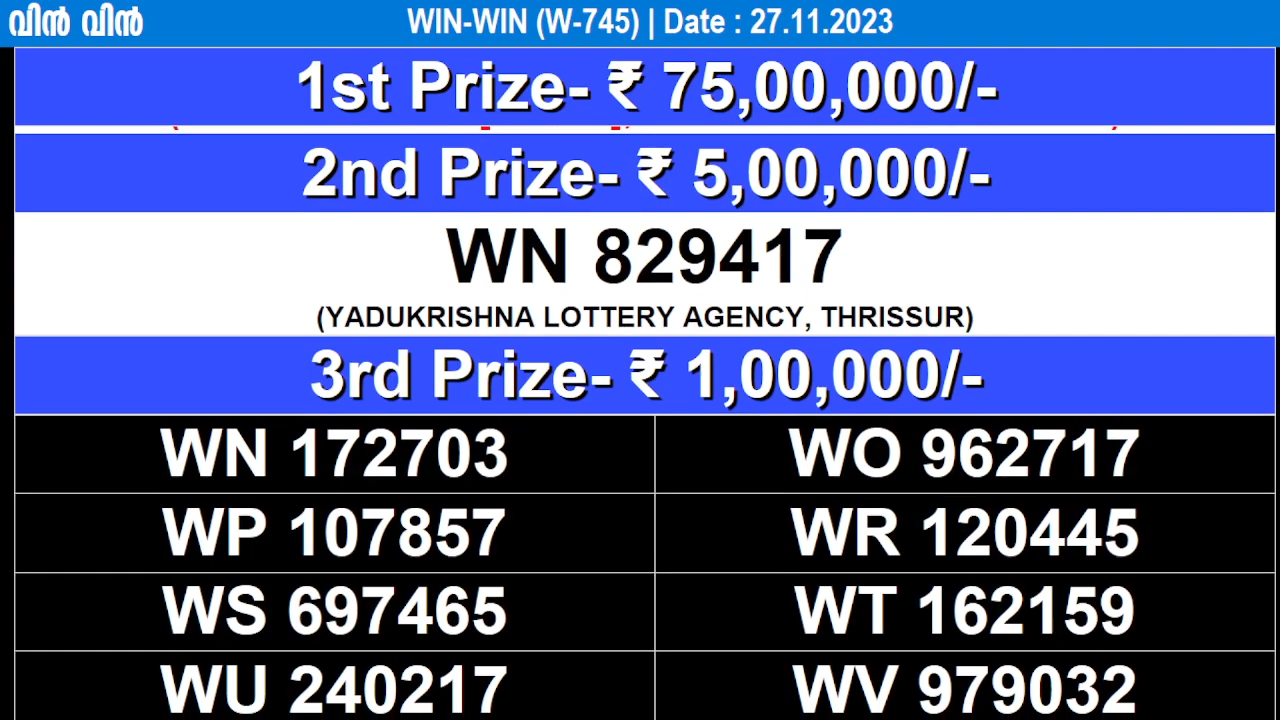 വിൻ വിൻ WIN-WIN (W-745) | Date : 27.11.2023
1st Prize- ₹ 75,00,000/-
2nd Prize- ₹ 5,00,000/-
WN 829417
(YADUKRISHNA LOTTERY AGENCY, THRISSUR)
3rd Prize- ₹ 1,00,000/-
WN 172703 WO 962717
WP 107857 WR 120445
WS 697465 WT 162159
WU 240217 WV 979032